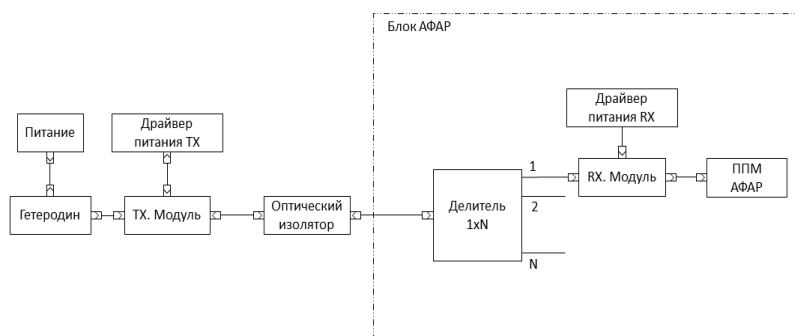 Блок АФАР
Драйвер
питания RX
Питание
Драйвер
питания TX
1
RX. Модуль
ППМ
АФАР
Гетеродин
TX. Модуль
Оптический
изолятор
Делитель
1xN
2
N